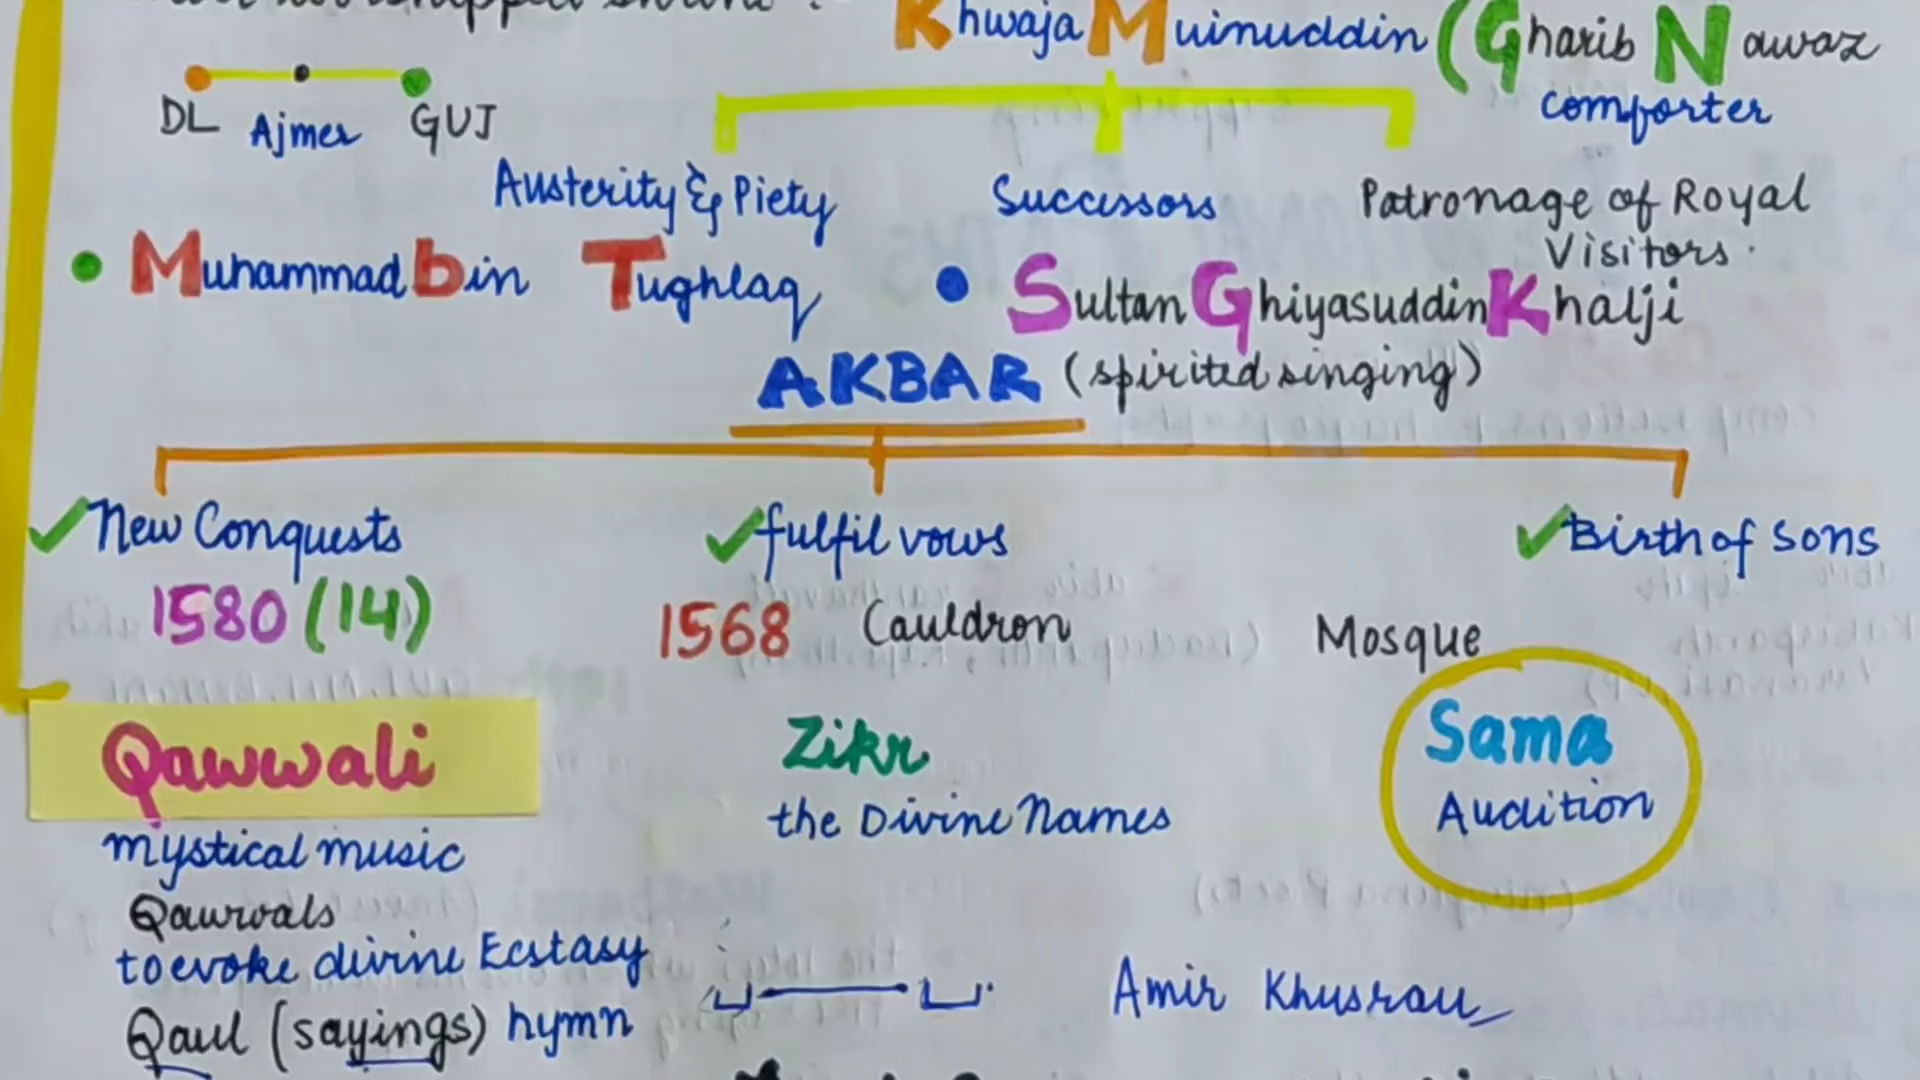 Khwaja Muinuddin (Gharib Nawaz
comforter
DL Ajmer GUJ
Austerity & Piety
Successors
Patronage of Royal
Visitors.
Muhammad bin Tughlaq
Sultan Ghiyasuddin Khalji
AKBAR (spirited singing)
New Conquests
fulfil vows
Birth of Sons
1580 (14)
1568 Cauldron
Mosque
Qawwali
Zikr
the Divine Names
Sama
Audition
mystical music
Qawwals
to evoke divine Ecstasy
Qaul (sayings) hymn
Amir Khusrau